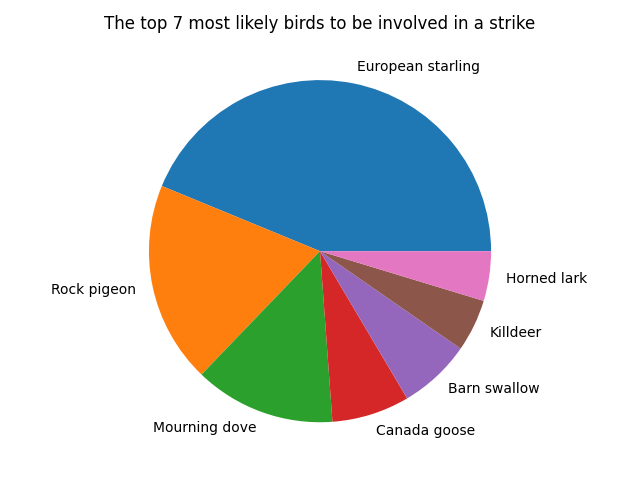 The top 7 most likely birds to be involved in a strike
European starling
Rock pigeon
Mourning dove
Canada goose
Barn swallow
Killdeer
Horned lark